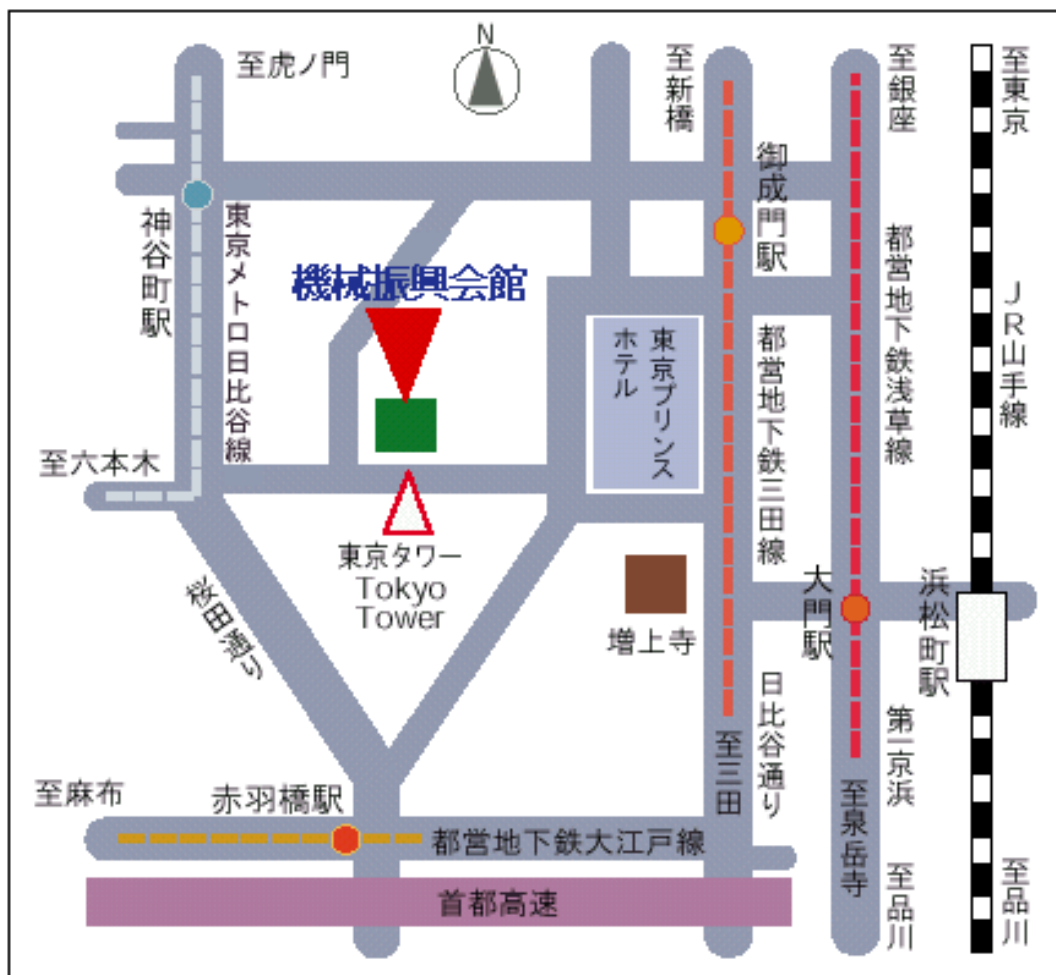 N
至虎ノ門
至新橋
至銀座
至東京
御成門駅
神谷町駅
東京メトロ日比谷線
機械振興会館
都営地下鉄浅草線
JR山手線
東京プリンス
ホテル
都営地下鉄三田線
至六本木
東京タワー
Tokyo
Tower
桜田通り
増上寺
大門駅
浜松町駅
日比谷通り
至三田
第一京浜
至麻布
赤羽橋駅
都営地下鉄大江戸線
至泉岳寺
首都高速
至品川
至品川